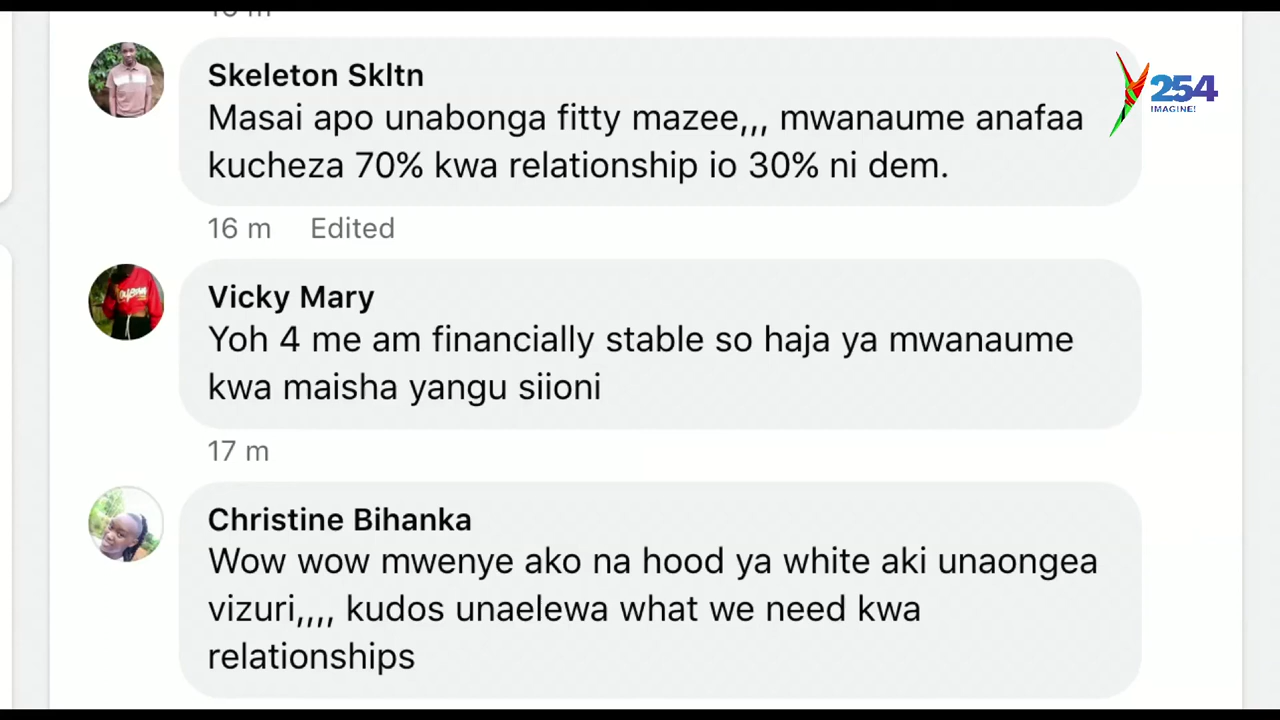 Skeleton Skltn
Masai apo unabonga fitty mazee,,, mwanaume anafaa
kucheza 70% kwa relationship io 30% ni dem.
16 m Edited
Vicky Mary
Yoh 4 me am financially stable so haja ya mwanaume
kwa maisha yangu siioni
17 m
Christine Bihanka
Wow wow mwenye ako na hood ya white aki unaongea
vizuri,,,, kudos unaelewa what we need kwa
relationships
Y254
IMAGINE!